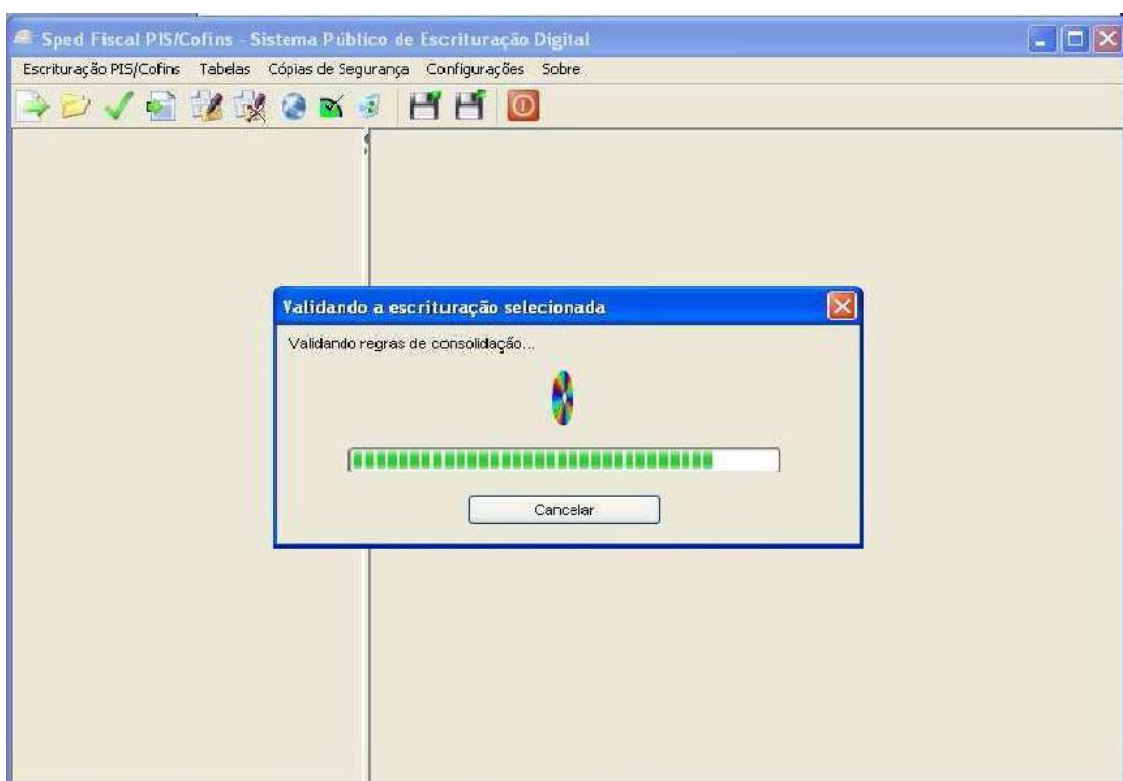 Sped Fiscal PIS/Cofins - Sistema Público de Escrituração Digital
Escrituração PIS/Cofins Tabelas Cópias de Segurança Configurações Sobre
Validando a escrituração selecionada
Validando regras de consolidação...
Cancelar